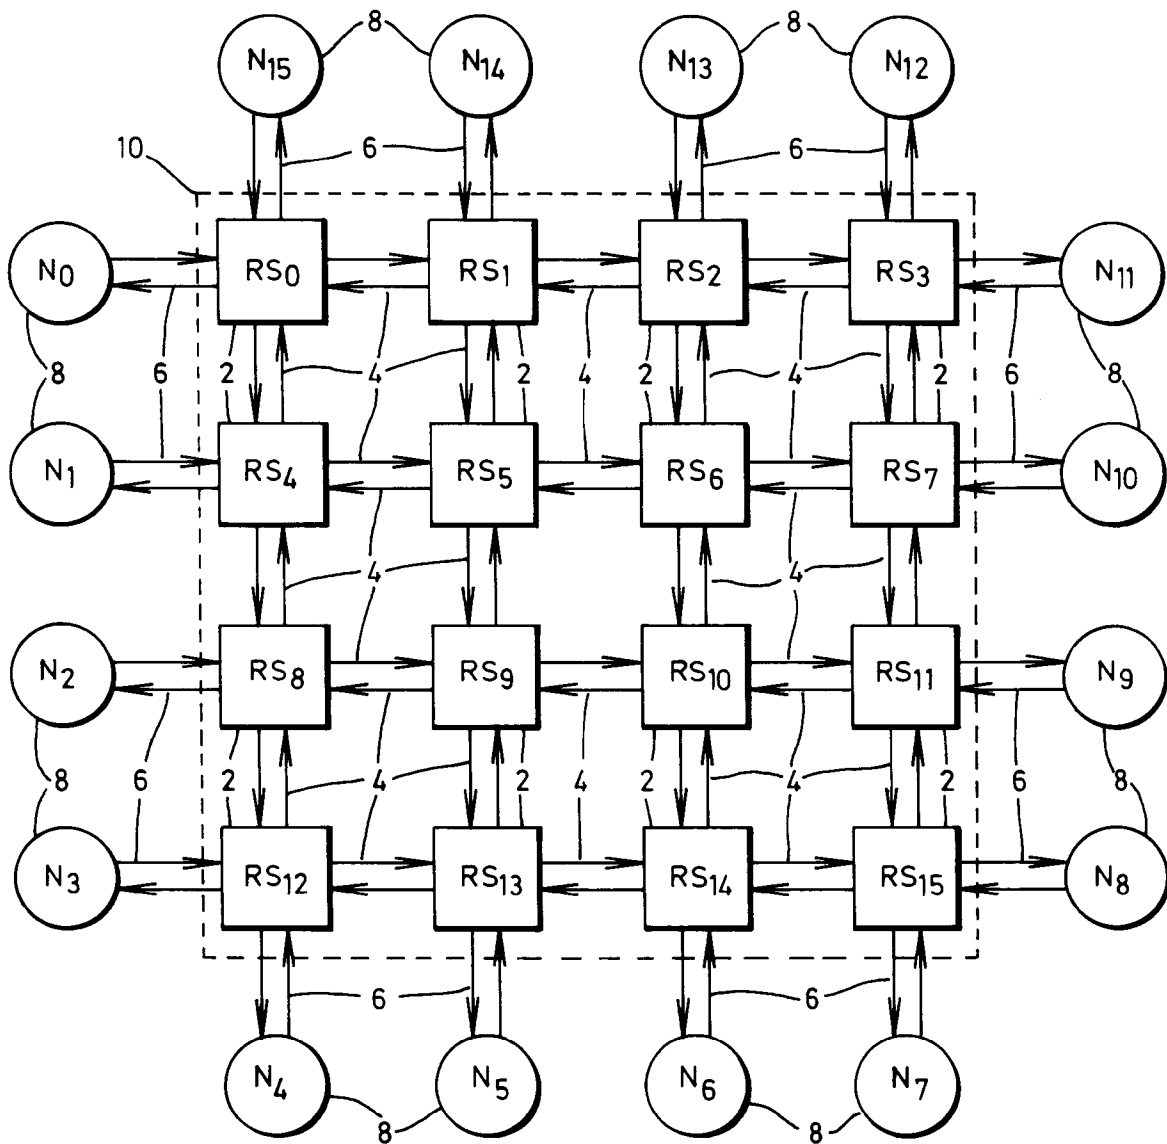 8 8
N15 N14 N13 N12
10 6 6
N0 RS0 RS1 RS2 RS3 N11
6 6
8 6 2 4 4 2 4 2 4 2 6 8
N1 RS4 RS5 RS6 RS7 N10
4 4
N2 RS8 RS9 RS10 RS11 N9
8 6 2 4 2 4 2 4 2 6 8
N3 RS12 RS13 RS14 RS15 N8
6 6
N4 N5 N6 N7
8 8